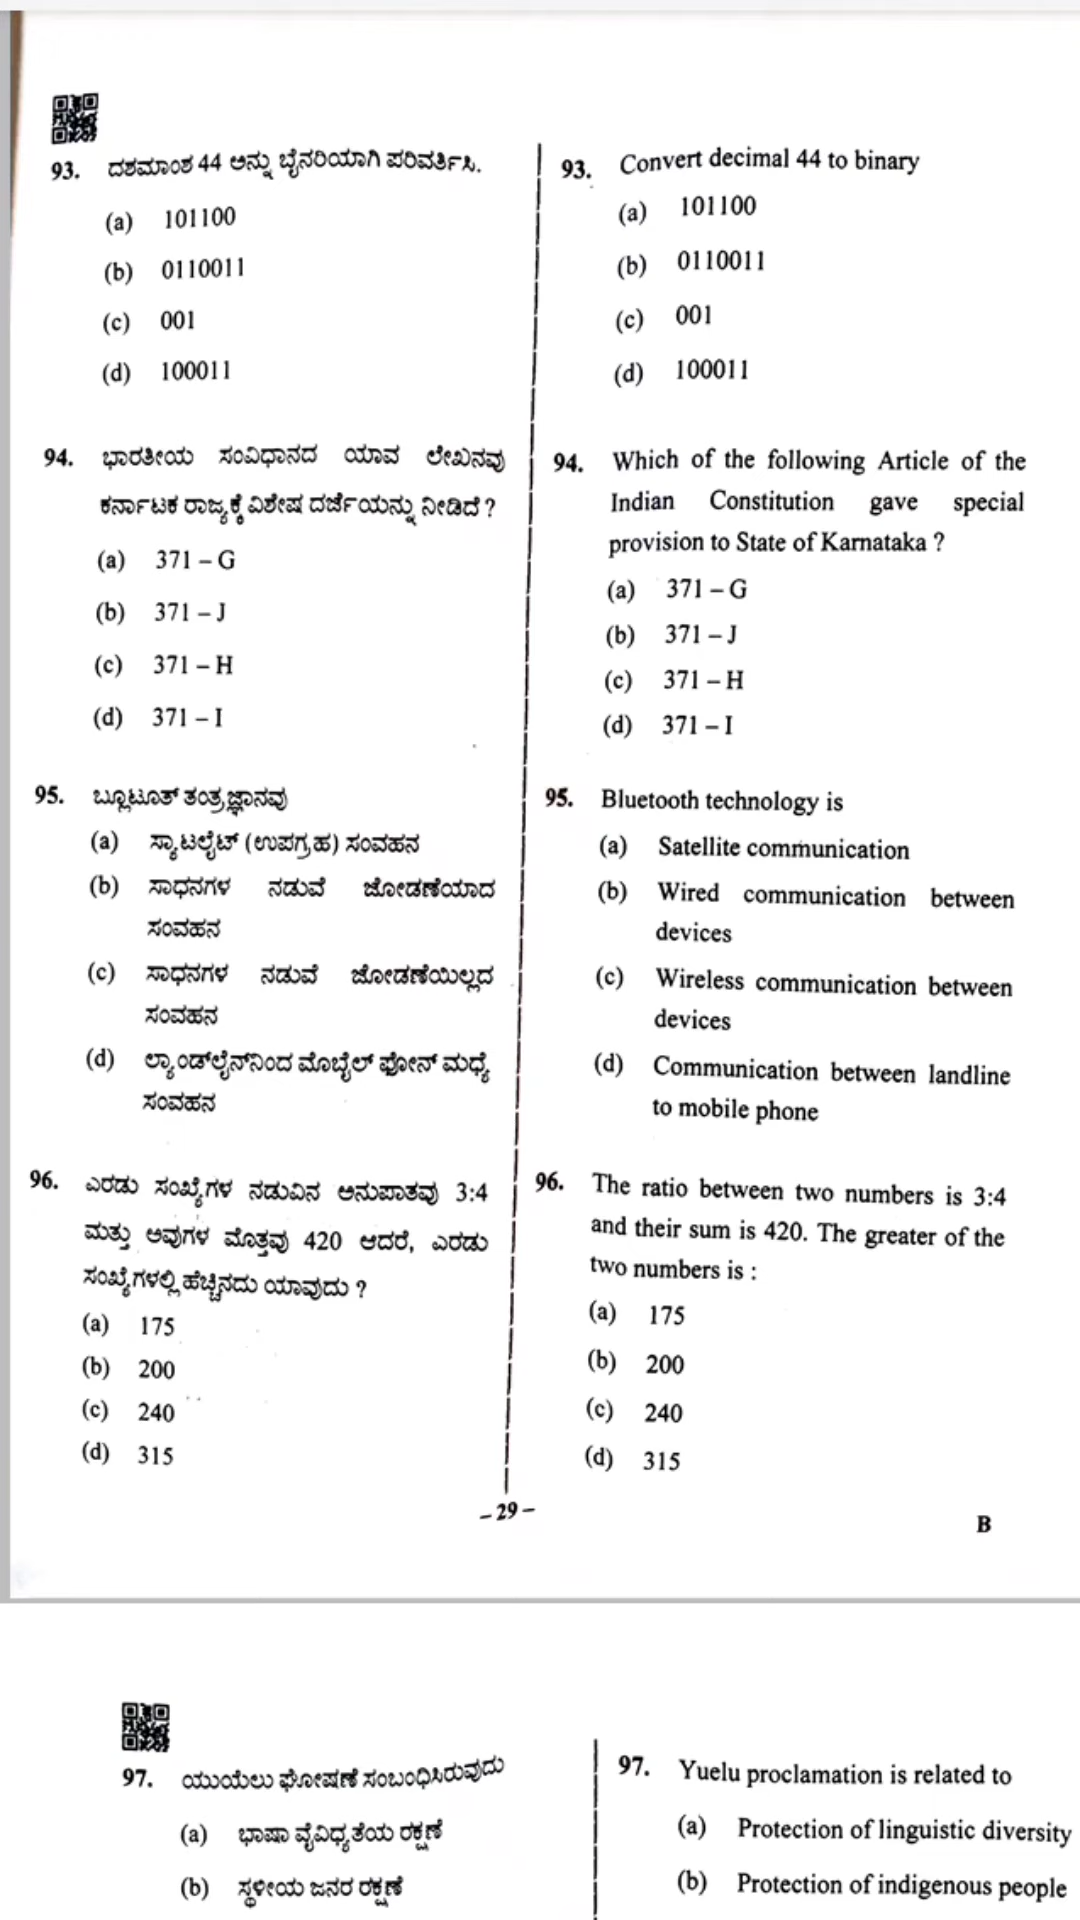 93. ದಶಮಾಂಶ 44 ಅನ್ನು ಬೈನರಿಯಾಗಿ ಪರಿವರ್ತಿಸಿ.
(a) 101100
(b) 0110011
(c) 001
(d) 100011
94. ಭಾರತೀಯ ಸಂವಿಧಾನದ ಯಾವ ಲೇಖನವು
ಕರ್ನಾಟಕ ರಾಜ್ಯಕ್ಕೆ ವಿಶೇಷ ದರ್ಜೆಯನ್ನು ನೀಡಿದೆ ?
(a) 371 – G
(b) 371 – J
(c) 371 – H
(d) 371 – I
95. ಬ್ಲೂಟೂತ್ ತಂತ್ರಜ್ಞಾನವು
(a) ಸ್ಯಾಟಲೈಟ್ (ಉಪಗ್ರಹ) ಸಂವಹನ
(b) ಸಾಧನಗಳ ನಡುವೆ ಜೋಡಣೆಯಾದ
ಸಂವಹನ
(c) ಸಾಧನಗಳ ನಡುವೆ ಜೋಡಣೆಯಿಲ್ಲದ
ಸಂವಹನ
(d) ಲ್ಯಾಂಡ್‌ಲೈನ್‌ನಿಂದ ಮೊಬೈಲ್ ಫೋನ್ ಮಧ್ಯೆ
ಸಂವಹನ
96. ಎರಡು ಸಂಖ್ಯೆಗಳ ನಡುವಿನ ಅನುಪಾತವು 3:4
ಮತ್ತು ಅವುಗಳ ಮೊತ್ತವು 420 ಆದರೆ, ಎರಡು
ಸಂಖ್ಯೆಗಳಲ್ಲಿ ಹೆಚ್ಚಿನದು ಯಾವುದು ?
(a) 175
(b) 200
(c) 240
(d) 315
93. Convert decimal 44 to binary
(a) 101100
(b) 0110011
(c) 001
(d) 100011
94. Which of the following Article of the
Indian Constitution gave special
provision to State of Karnataka ?
(a) 371 – G
(b) 371 – J
(c) 371 – H
(d) 371 – I
95. Bluetooth technology is
(a) Satellite communication
(b) Wired communication between
devices
(c) Wireless communication between
devices
(d) Communication between landline
to mobile phone
96. The ratio between two numbers is 3:4
and their sum is 420. The greater of the
two numbers is :
(a) 175
(b) 200
(c) 240
(d) 315
– 29 –
B
97. ಯುಯೆಲು ಘೋಷಣೆ ಸಂಬಂಧಿಸಿರುವುದು
(a) ಭಾಷಾ ವೈವಿಧ್ಯತೆಯ ರಕ್ಷಣೆ
(b) ಸ್ಥಳೀಯ ಜನರ ರಕ್ಷಣೆ
97. Yuelu proclamation is related to
(a) Protection of linguistic diversity
(b) Protection of indigenous people